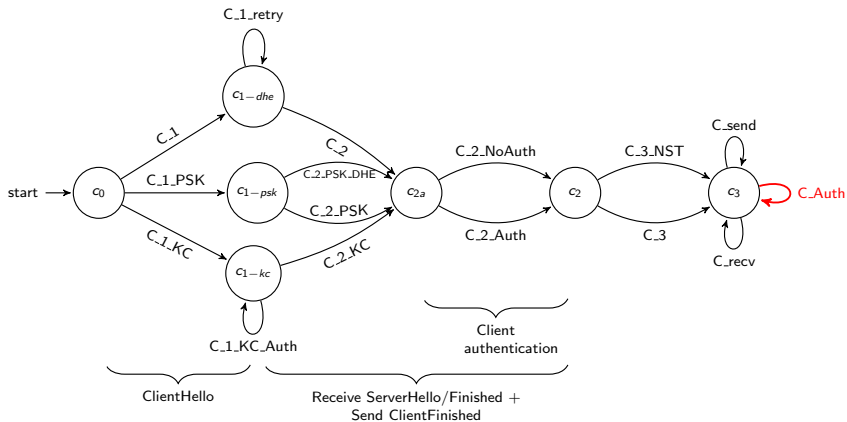 C_1_retry
c1−dhe
C_1
C_2
C_2_NoAuth
C_3_NST
C_send
start
c0
C_1_PSK
c1−psk
C_2_PSK_DHE
C_2_PSK
c2a
c2
c3
C_Auth
C_1_KC
C_2_KC
C_2_Auth
C_3
C_recv
c1−kc
C_1_KC_Auth
Client
authentication
ClientHello
Receive ServerHello/Finished +
Send ClientFinished